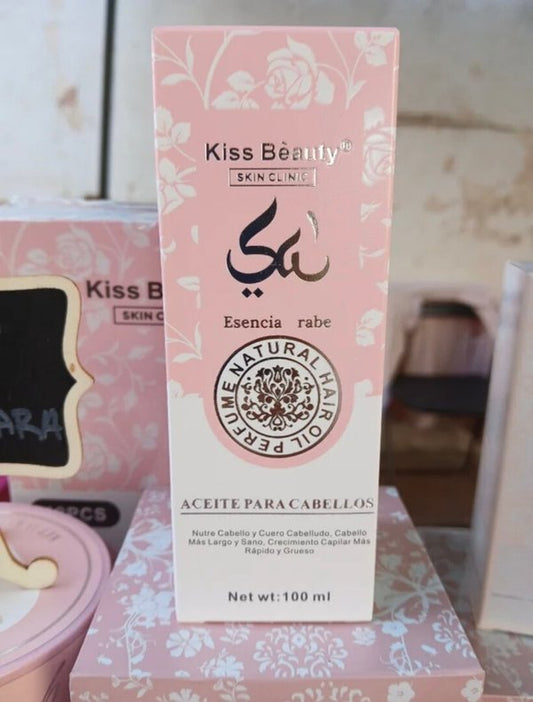 Kiss Bèauty®
SKIN CLINIC
Esencia rabe
NATURAL HAIR OIL PERFUME
ACEITE PARA CABELLOS
Nutre Cabello y Cuero Cabelludo, Cabello
Más Largo y Sano, Crecimiento Capilar Más
Rápido y Grueso
Net wt:100 ml
Kiss B
SKIN C
ARA
PCS